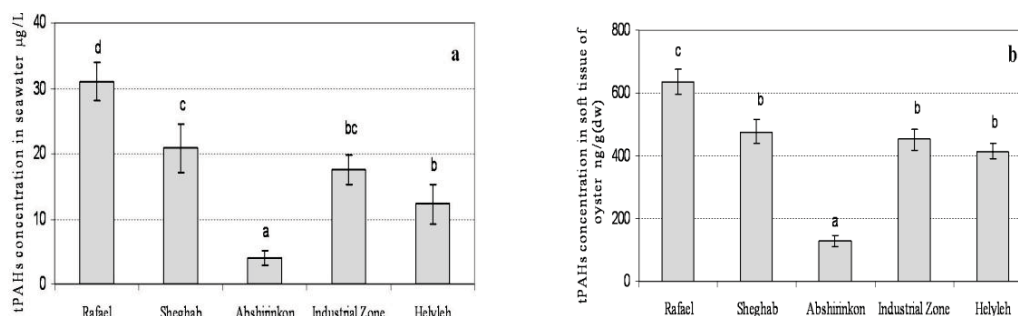 tPAHs concentration in seawater µg/L
40
30
20
10
0
a
d
c
a
bc
b
Rafael Sheghab Abshirinkon Industrial Zone Helyleh
tPAHs concentration in soft tissue of
oyster ng/g(dw)
800
600
400
200
0
b
c
b
a
b
b
Rafael Sheghab Abshirinkon Industrial Zone Helyleh